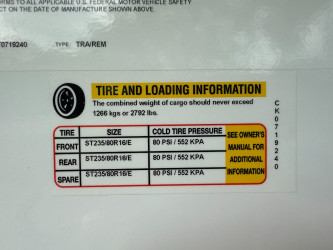 RMS TO ALL APPLICABLE U.S. FEDERAL MOTOR VEHICLE SAFETY
CT ON THE DATE OF MANUFACTURE SHOWN ABOVE.
0719240 TYPE: TRA/REM
TIRE AND LOADING INFORMATION
The combined weight of cargo should never exceed
1266 kgs or 2792 lbs.
TIRE SIZE COLD TIRE PRESSURE
FRONT ST235/80R16/E 80 PSI / 552 KPA
REAR ST235/80R16/E 80 PSI / 552 KPA
SPARE ST235/80R16/E 80 PSI / 552 KPA
SEE OWNER'S
MANUAL FOR
ADDITIONAL
INFORMATION
CK0719240